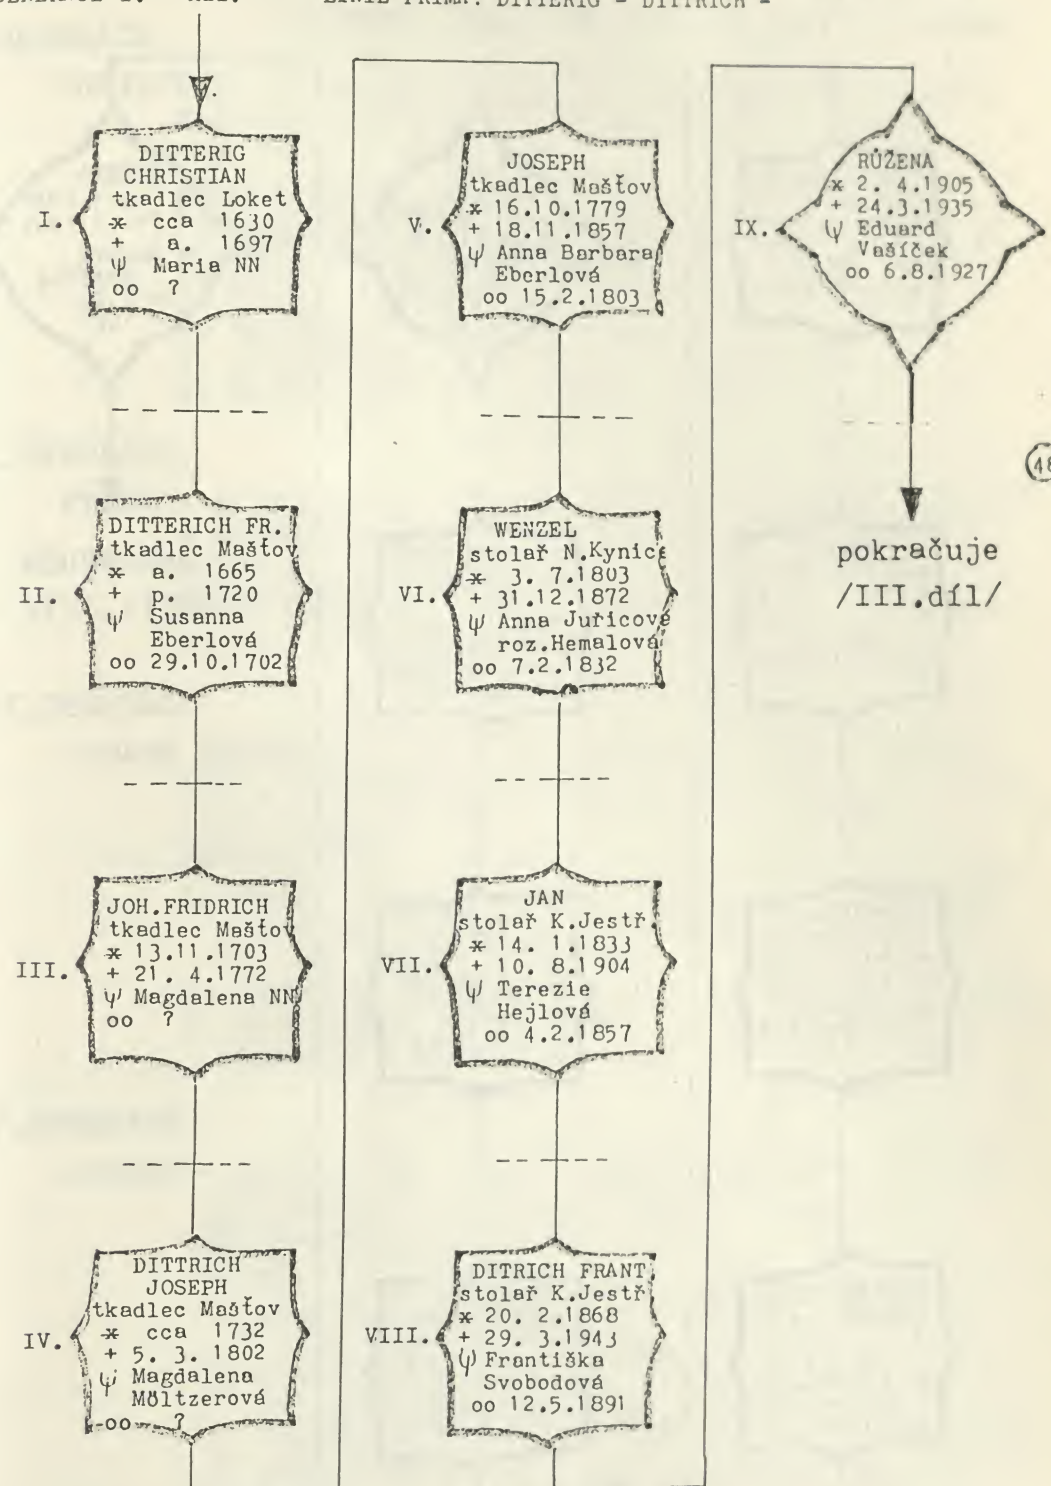 LINIE PŘÍMÁ: DITTERIG - DITTRICH -
I.
DITTERIG
CHRISTIAN
tkadlec Loket
* cca 1630
+ a. 1697
ψ Maria NN
oo ?
II.
DITTERICH FR.
tkadlec Mašťov
* a. 1665
+ p. 1720
ψ Susanna
Eberlová
oo 29.10.1702
III.
JOH.FRIDRICH
tkadlec Mašťov
* 13.11.1703
+ 21. 4.1772
ψ Magdalena NN
oo ?
IV.
DITTRICH
JOSEPH
tkadlec Mašťov
* cca 1732
+ 5. 3. 1802
ψ Magdalena
Möltzerová
oo ?
V.
JOSEPH
tkadlec Mašťov
* 16.10.1779
+ 18.11.1857
ψ Anna Barbara
Eberlová
oo 15.2.1803
VI.
WENZEL
stolař N.Kynice
* 3. 7.1803
+ 31.12.1872
ψ Anna Juřicové
roz.Hemalová
oo 7.2.1832
VII.
JAN
stolař K.Jestř.
* 14. 1.1833
+ 10. 8.1904
ψ Terezie
Hejlová
oo 4.2.1857
VIII.
DITRICH FRANT.
stolař K.Jestř.
* 20. 2.1868
+ 29. 3.1943
ψ Františka
Svobodová
oo 12.5.1891
IX.
RŮŽENA
* 2. 4.1905
+ 24.3.1935
ψ Eduard
Vašíček
oo 6.8.1927
48
pokračuje
/III.díl/